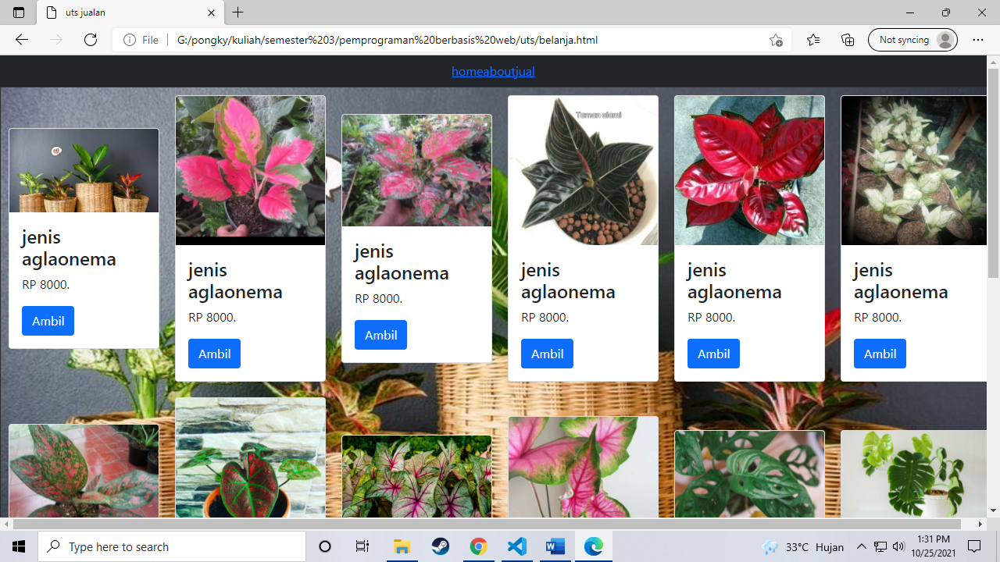 uts jualan
File
G:/pongky/kuliah/semester%203/pemprograman%20berbasis%20web/uts/belanja.html
Not syncing
homeaboutjual
Taman alami
jenis aglaonema
RP 8000.
Ambil
jenis aglaonema
RP 8000.
Ambil
jenis aglaonema
RP 8000.
Ambil
jenis aglaonema
RP 8000.
Ambil
jenis aglaonema
RP 8000.
Ambil
jenis aglaonema
RP 8000.
Ambil
Type here to search
33°C Hujan
1:31 PM
10/25/2021